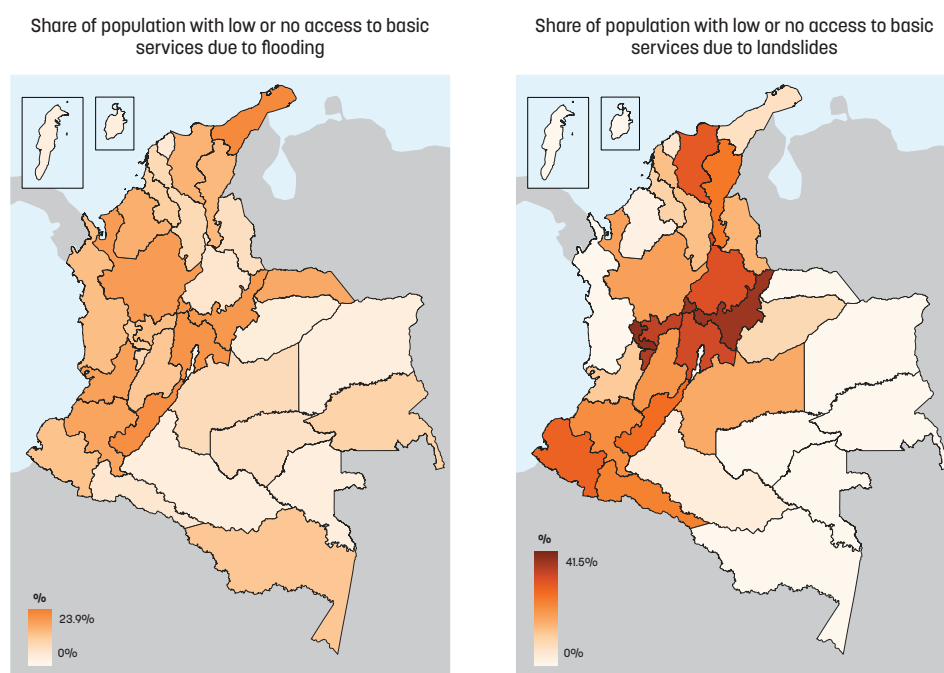 Share of population with low or no access to basic
services due to flooding
%
23.9%
0%
Share of population with low or no access to basic
services due to landslides
%
41.5%
0%